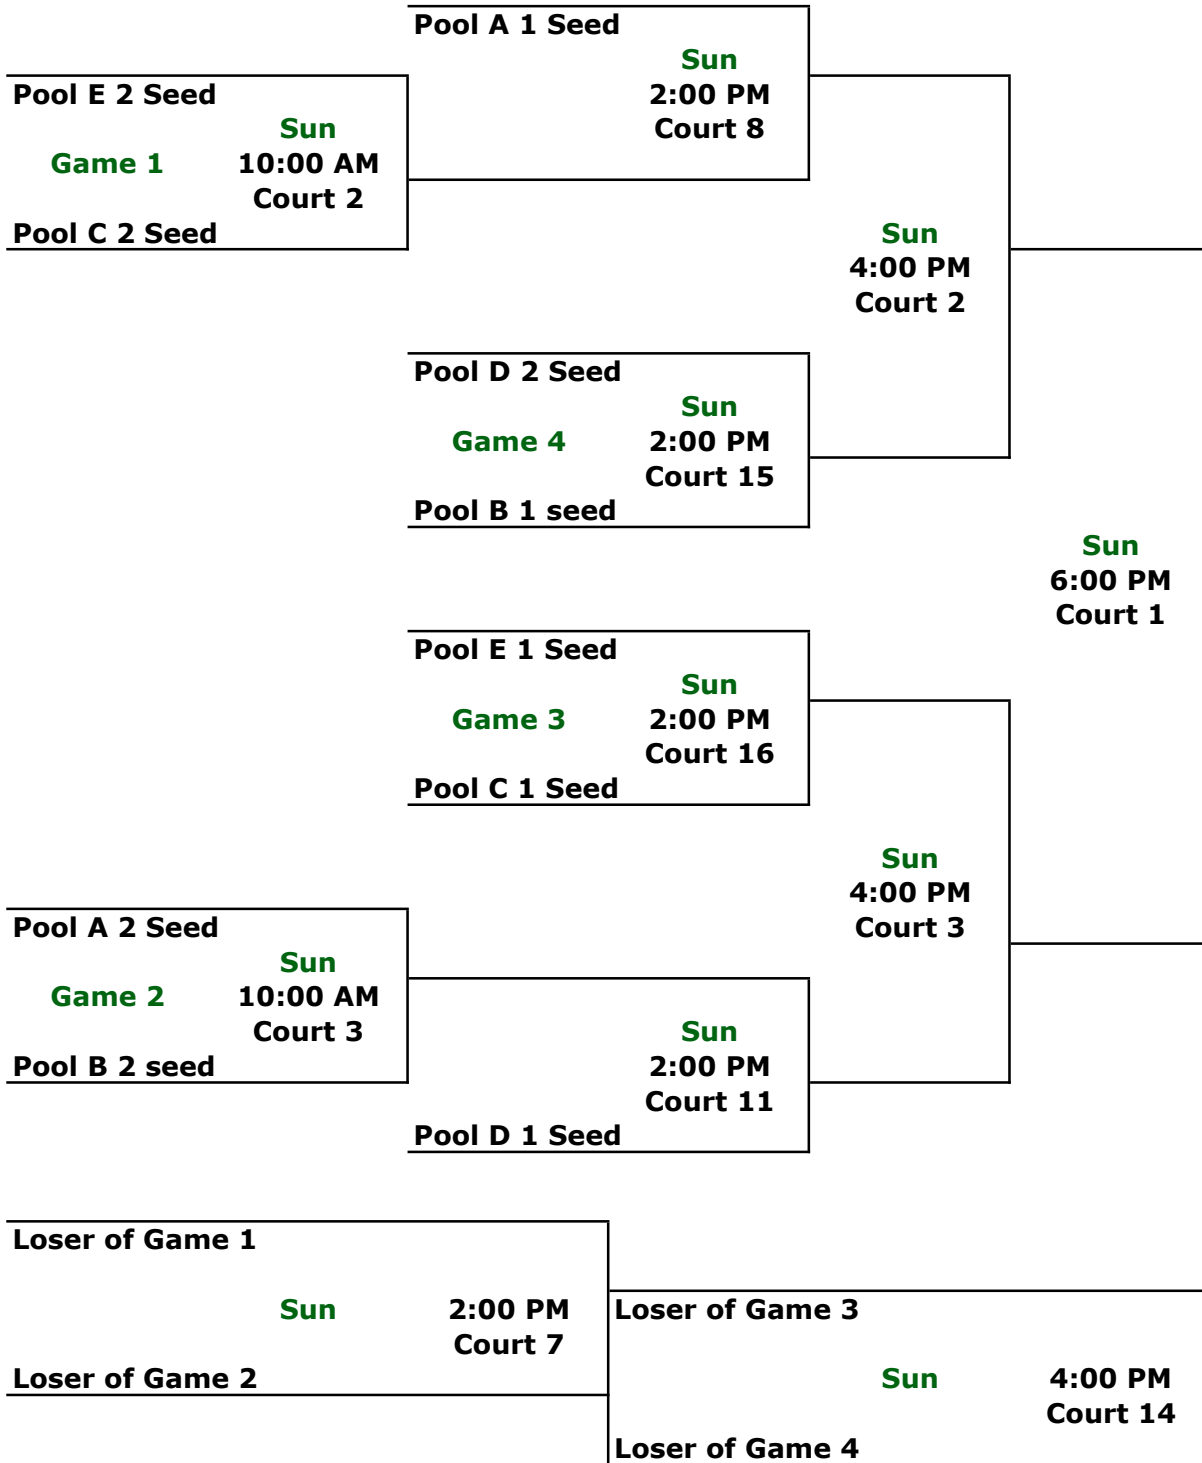 Pool A 1 Seed
Sun
2:00 PM
Court 8
Pool E 2 Seed
Sun
Game 1 10:00 AM
Court 2
Pool C 2 Seed
Sun
4:00 PM
Court 2
Pool D 2 Seed
Sun
Game 4 2:00 PM
Court 15
Pool B 1 seed
Sun
6:00 PM
Court 1
Pool E 1 Seed
Sun
Game 3 2:00 PM
Court 16
Pool C 1 Seed
Sun
4:00 PM
Court 3
Pool A 2 Seed
Sun
Game 2 10:00 AM
Court 3
Pool B 2 seed
Sun
2:00 PM
Court 11
Pool D 1 Seed
Loser of Game 1
Sun 2:00 PM
Court 7
Loser of Game 2
Loser of Game 3
Sun 4:00 PM
Court 14
Loser of Game 4